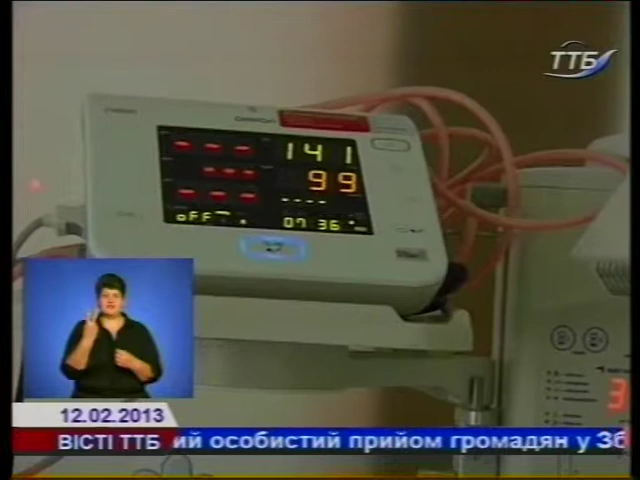 ТТБ
141
99
OFF
07 36
12.02.2013
ВІСТІ ТТБ ий особистий прийом громадян у Зб